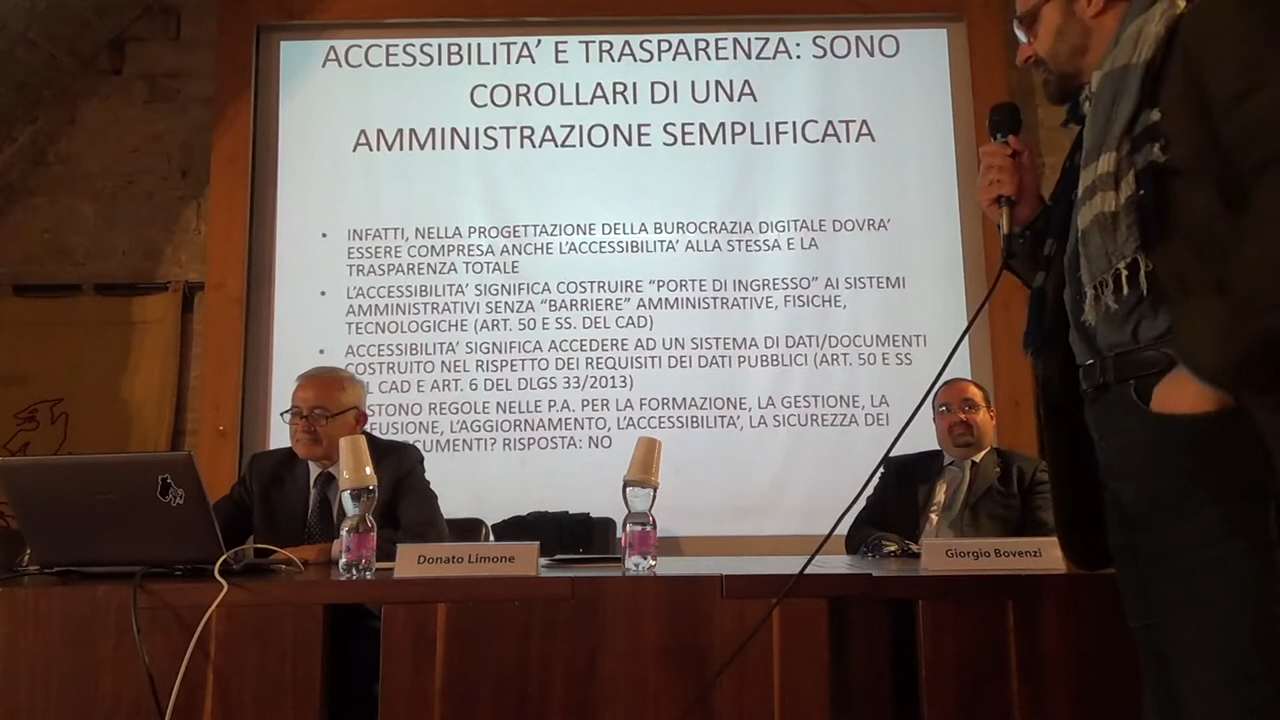 ACCESSIBILITA' E TRASPARENZA: SONO
COROLLARI DI UNA
AMMINISTRAZIONE SEMPLIFICATA
• INFATTI, NELLA PROGETTAZIONE DELLA BUROCRAZIA DIGITALE DOVRA'
ESSERE COMPRESA ANCHE L'ACCESSIBILITA' ALLA STESSA E LA
TRASPARENZA TOTALE
• L'ACCESSIBILITA' SIGNIFICA COSTRUIRE "PORTE DI INGRESSO" AI SISTEMI
AMMINISTRATIVI SENZA "BARRIERE" AMMINISTRATIVE, FISICHE,
TECNOLOGICHE (ART. 50 E SS. DEL CAD)
• ACCESSIBILITA' SIGNIFICA ACCEDERE AD UN SISTEMA DI DATI/DOCUMENTI
COSTRUITO NEL RISPETTO DEI REQUISITI DEI DATI PUBBLICI (ART. 50 E SS
L CAD E ART. 6 DEL DLGS 33/2013)
STONO REGOLE NELLE P.A. PER LA FORMAZIONE, LA GESTIONE, LA
FUSIONE, L'AGGIORNAMENTO, L'ACCESSIBILITA', LA SICUREZZA DEI
CUMENTI? RISPOSTA: NO
Donato Limone
Giorgio Bovenzi